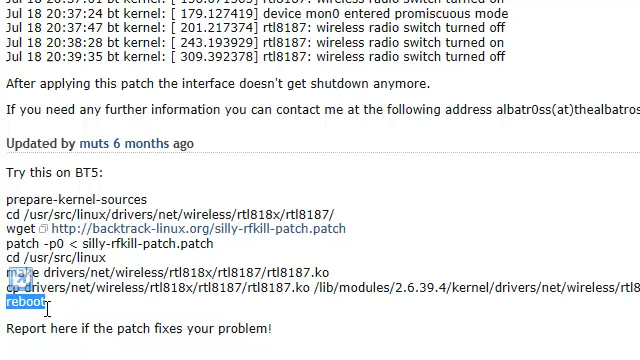 Jul 18 20:37:24 bt kernel: [ 179.127419] device mon0 entered promiscuous mode
Jul 18 20:37:47 bt kernel: [ 201.217374] rtl8187: wireless radio switch turned off
Jul 18 20:38:28 bt kernel: [ 243.193929] rtl8187: wireless radio switch turned on
Jul 18 20:39:35 bt kernel: [ 309.392378] rtl8187: wireless radio switch turned off
After applying this patch the interface doesn't get shutdown anymore.
If you need any further information you can contact me at the following address albatr0ss(at)thealbatros
Updated by muts 6 months ago
Try this on BT5:
prepare-kernel-sources
cd /usr/src/linux/drivers/net/wireless/rtl818x/rtl8187/
wget http://backtrack-linux.org/silly-rfkill-patch.patch
patch -p0 < silly-rfkill-patch.patch
cd /usr/src/linux
make drivers/net/wireless/rtl818x/rtl8187/rtl8187.ko
cp drivers/net/wireless/rtl818x/rtl8187/rtl8187.ko /lib/modules/2.6.39.4/kernel/drivers/net/wireless/rtl8
reboot
Report here if the patch fixes your problem!